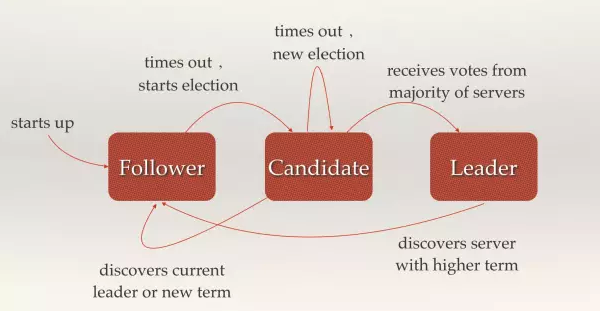 times out，
new election
times out，
starts election
receives votes from
majority of servers
starts up
Follower
Candidate
Leader
discovers server
with higher term
discovers current
leader or new term